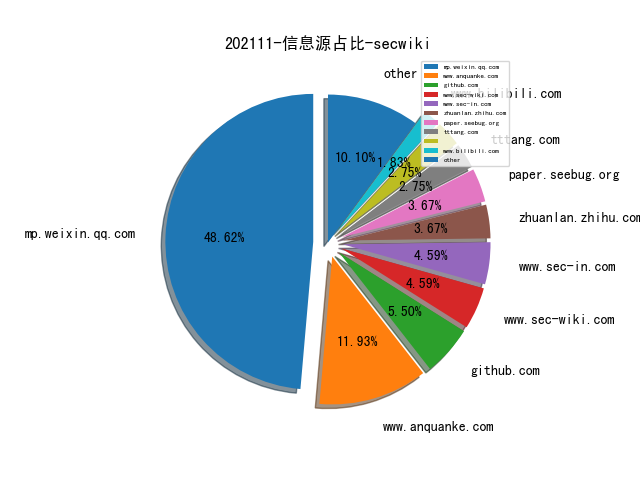 202111-信息源占比-secwiki
other
mp.weixin.qq.com
www.anquanke.com
github.com
www.sec-wiki.com
www.sec-in.com
zhuanlan.zhihu.com
paper.seebug.org
tttang.com
www.bilibili.com
other
bilibili.com
tttang.com
paper.seebug.org
zhuanlan.zhihu.com
www.sec-in.com
www.sec-wiki.com
github.com
www.anquanke.com
mp.weixin.qq.com
10.10%
1.83%
2.75%
2.75%
3.67%
3.67%
4.59%
4.59%
5.50%
11.93%
48.62%